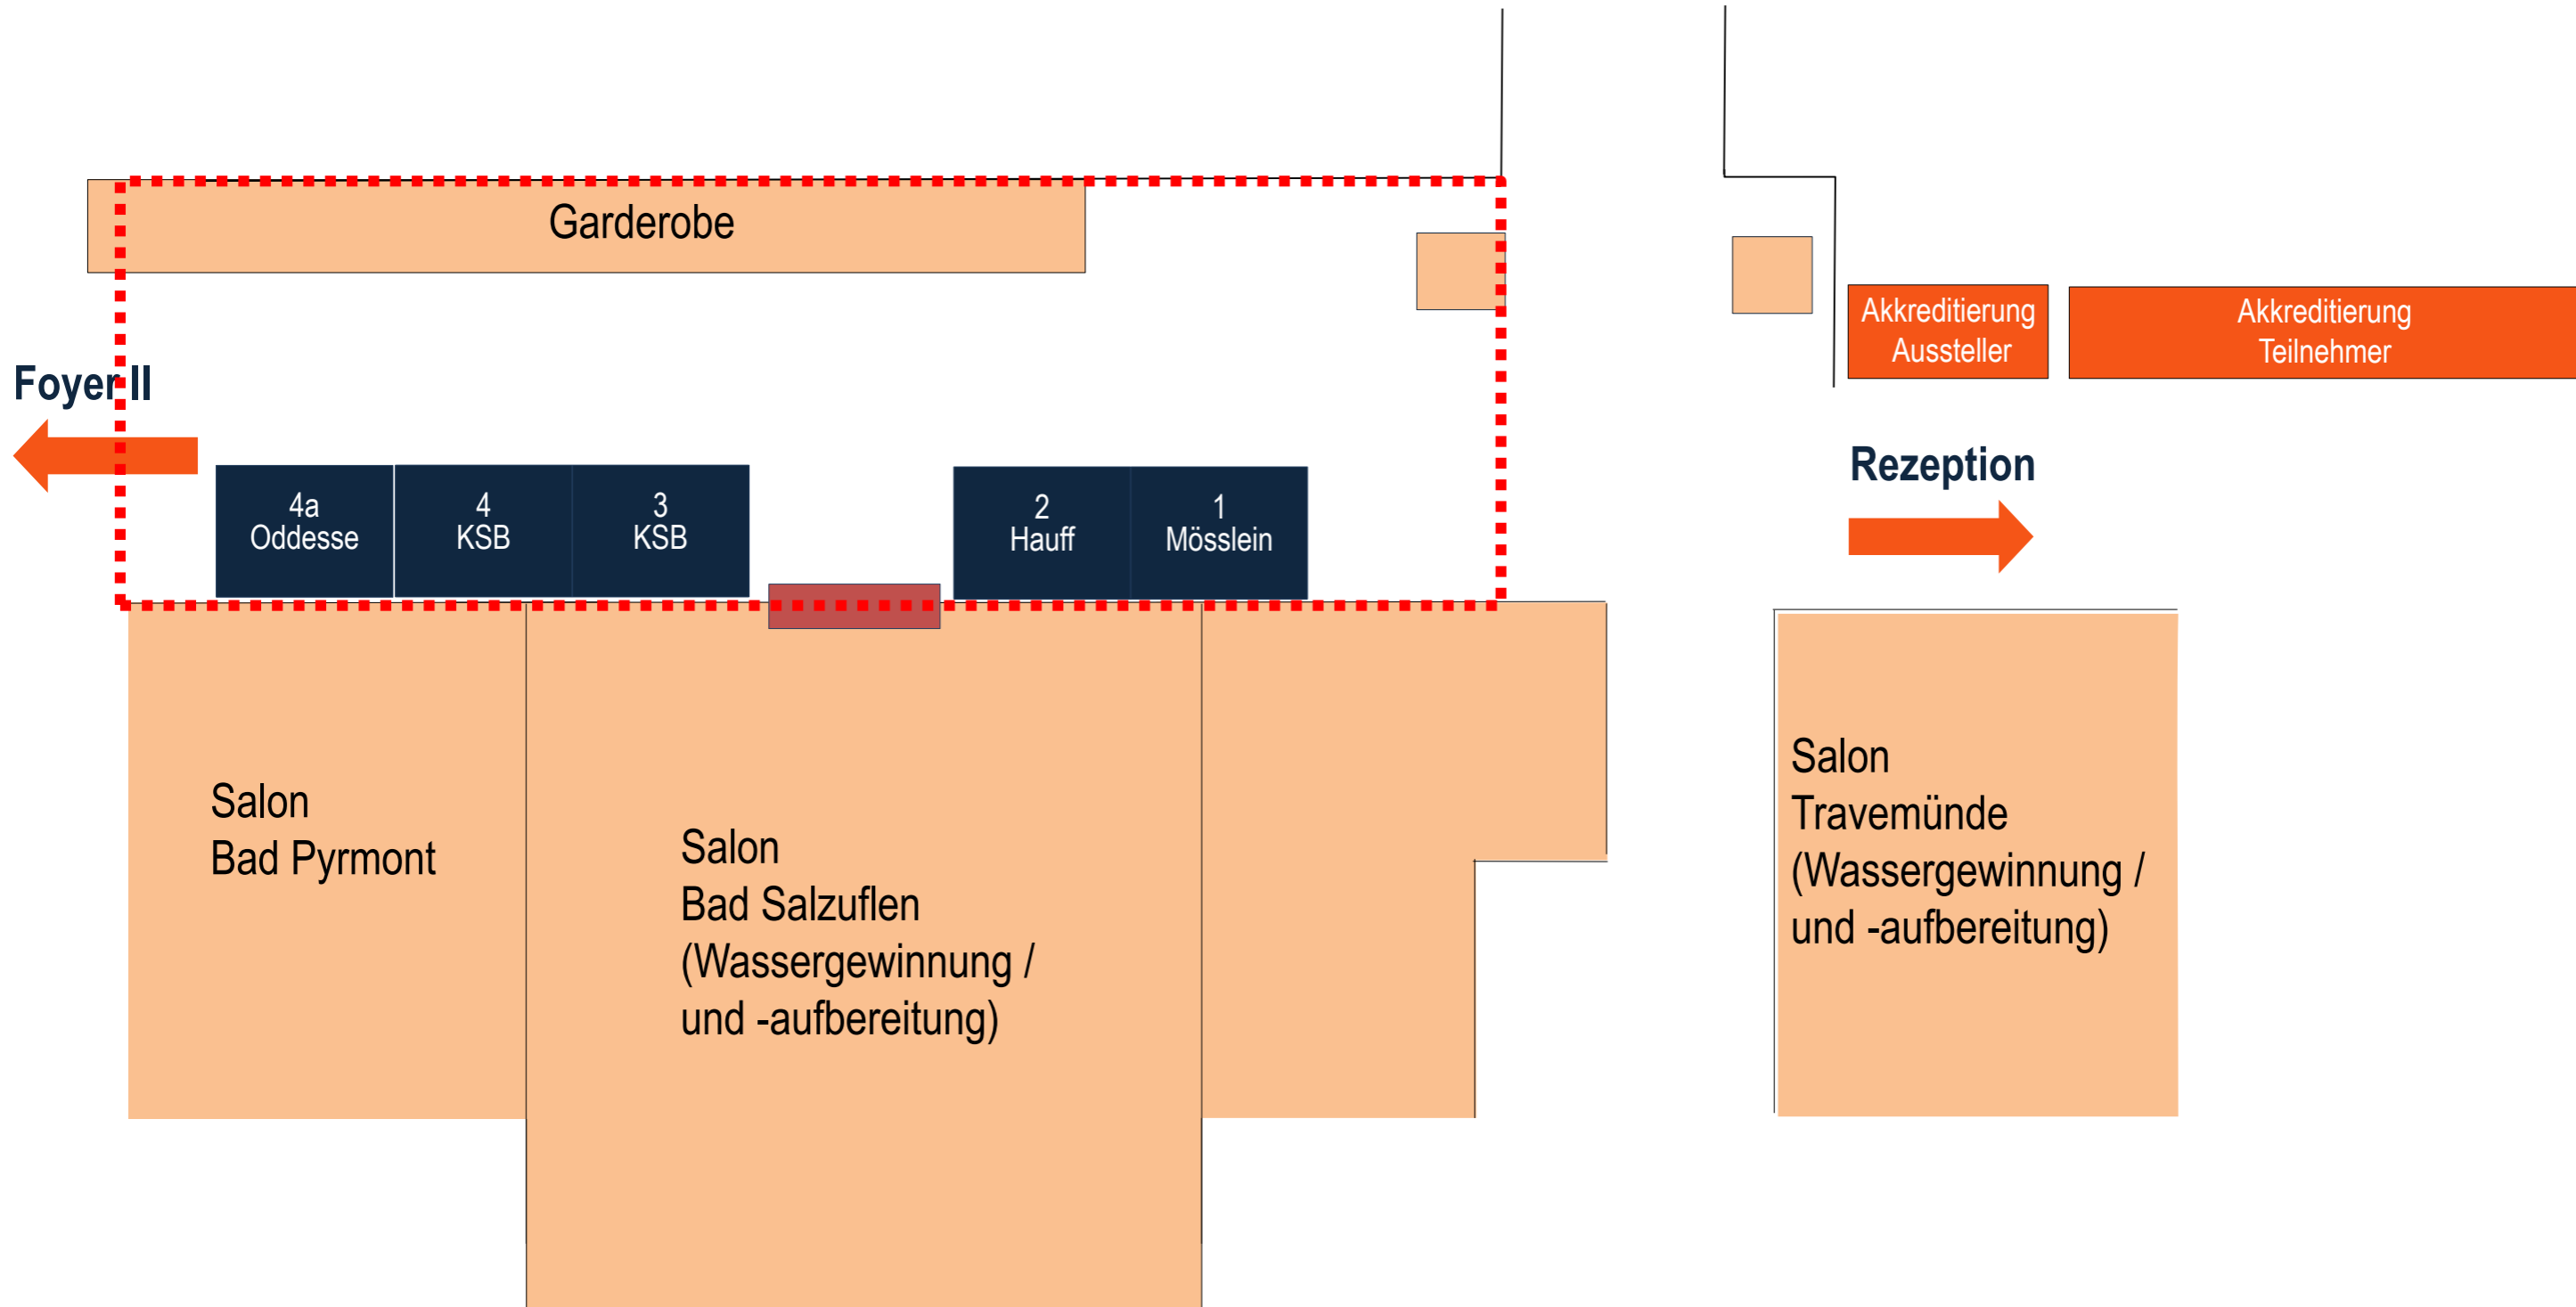 Garderobe
Akkreditierung
Aussteller
Akkreditierung
Teilnehmer
Foyer II
Rezeption
4a
Oddesse
4
KSB
3
KSB
2
Hauff
1
Mösslein
Salon
Bad Pyrmont
Salon
Bad Salzuflen
(Wassergewinnung /
und -aufbereitung)
Salon
Travemünde
(Wassergewinnung /
und -aufbereitung)